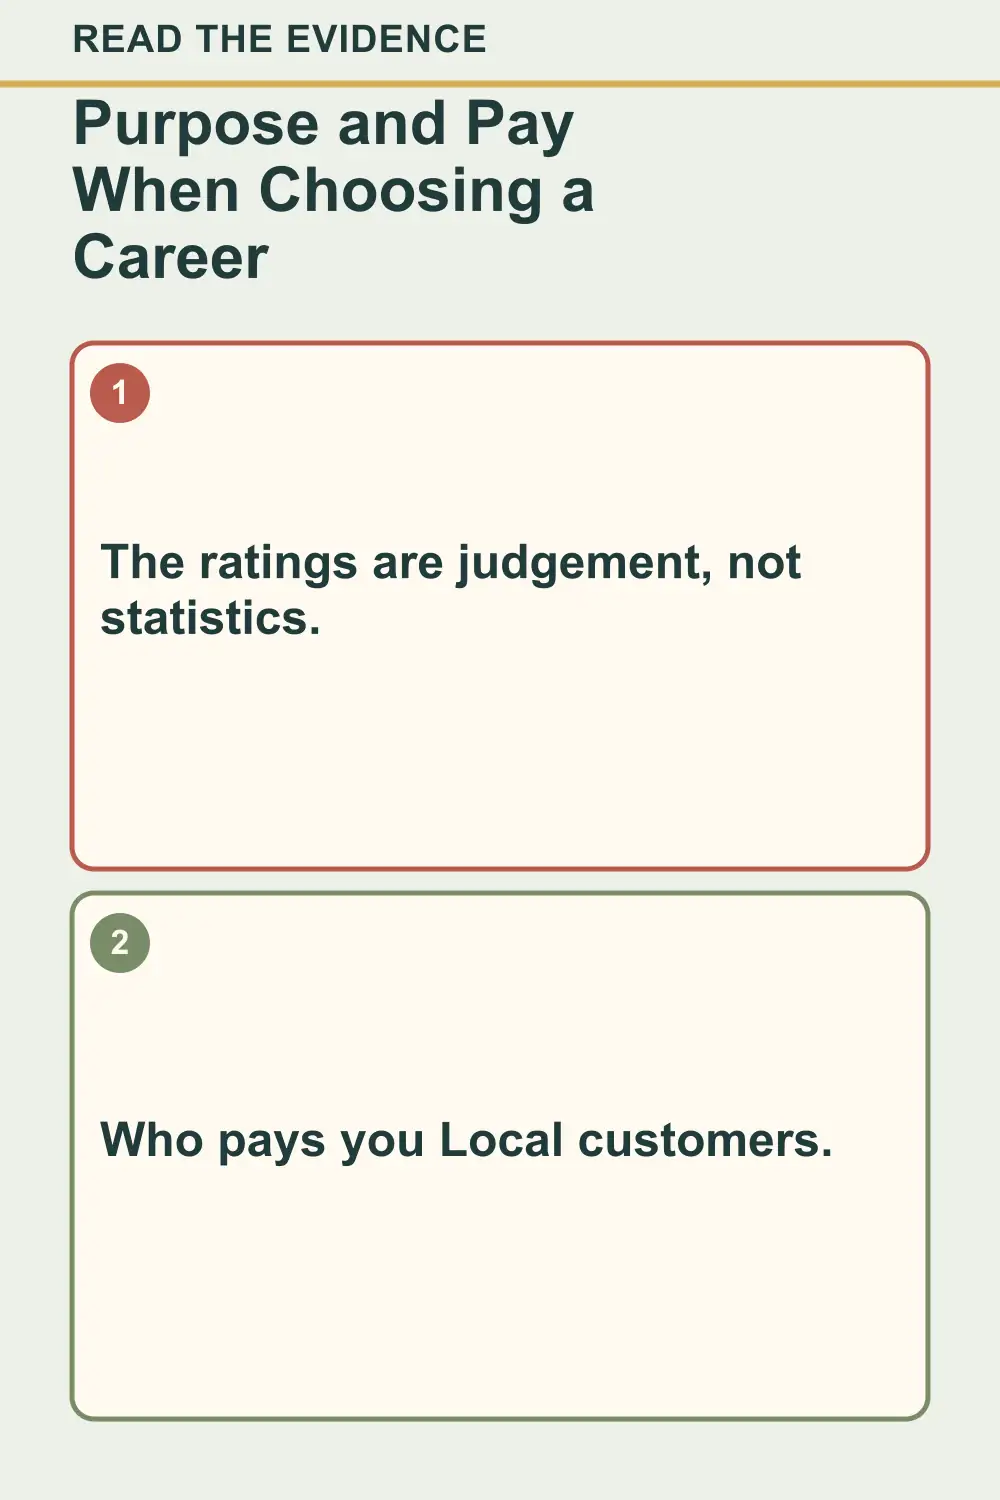 READ THE EVIDENCE
Purpose and Pay
When Choosing a
Career
1
The ratings are judgement, not
statistics.
2
Who pays you Local customers.